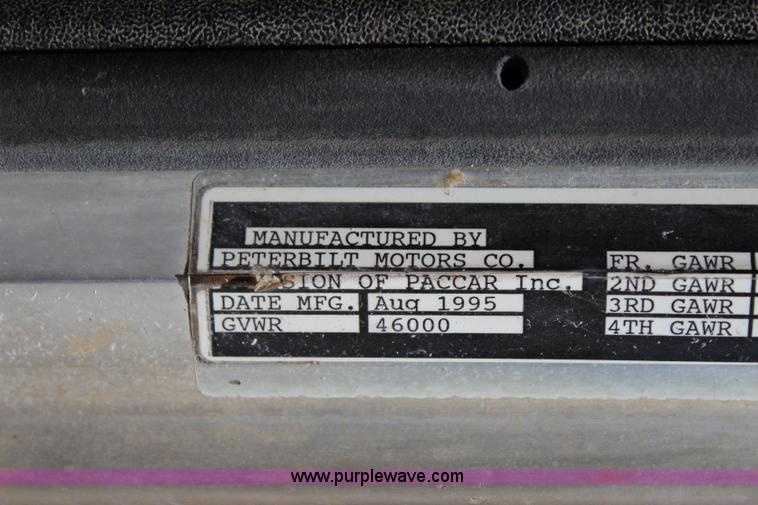 MANUFACTURED BY
PETERBILT MOTORS CO.
SION OF PACCAR Inc.
DATE MFG. Aug 1995
GVWR 46000
FR. GAWR
2ND GAWR
3RD GAWR
4TH GAWR
www.purplewave.com